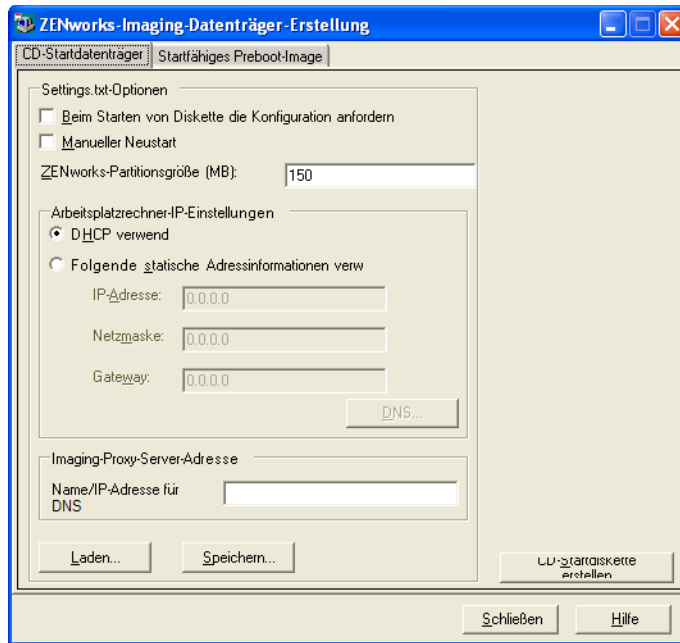 ZENworks-Imaging-Datenträger-Erstellung
CD-Startdatenträger
Startfähiges Preboot-Image
Settings.txt-Optionen
Beim Starten von Diskette die Konfiguration anfordern
Manueller Neustart
ZENworks-Partitionsgröße (MB):
150
Arbeitsplatzrechner-IP-Einstellungen
DHCP verwend
Folgende statische Adressinformationen verw
IP-Adresse:
0.0.0.0
Netzmaske:
0.0.0.0
Gateway:
0.0.0.0
DNS...
Imaging-Proxy-Server-Adresse
Name/IP-Adresse für
DNS
Laden...
Speichern...
CD-Startdiskette
erstellen
Schließen
Hilfe